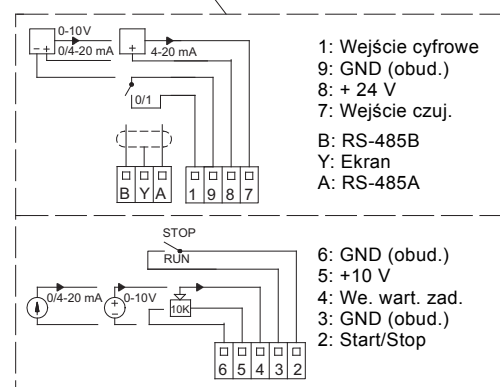 0-10V
− +
0/4-20 mA
+
4-20 mA
0/1
B Y A
1 9 8 7
1: Wejście cyfrowe
9: GND (obud.)
8: + 24 V
7: Wejście czuj.
B: RS-485B
Y: Ekran
A: RS-485A
STOP
RUN
0/4-20 mA
+
−
0-10V
10K
6 5 4 3 2
6: GND (obud.)
5: +10 V
4: We. wart. zad.
3: GND (obud.)
2: Start/Stop